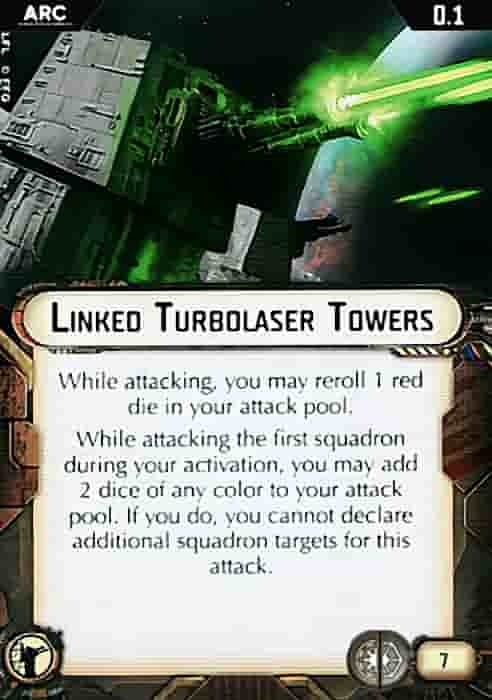 ARC
0.1
LFL © FFG
LINKED TURBOLASER TOWERS
While attacking, you may reroll 1 red
die in your attack pool.
While attacking the first squadron
during your activation, you may add
2 dice of any color to your attack
pool. If you do, you cannot declare
additional squadron targets for this
attack.
7